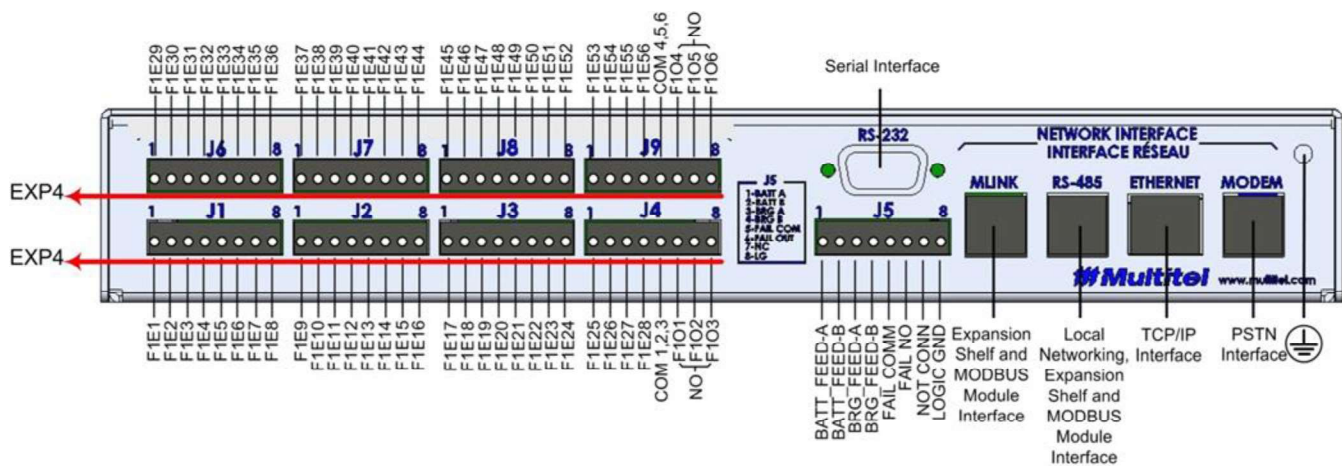 F1E29
F1E30
F1E31
F1E32
F1E33
F1E34
F1E35
F1E36
F1E37
F1E38
F1E39
F1E40
F1E41
F1E42
F1E43
F1E44
F1E45
F1E46
F1E47
F1E48
F1E49
F1E50
F1E51
F1E52
F1E53
F1E54
F1E55
F1E56
COM 4,5,6
F1O4
F1O5
NO
F1O6
Serial Interface
1 J6 8
1 J7 8
1 J8 8
1 J9 8
RS-232
NETWORK INTERFACE
INTERFACE RÉSEAU
MLINK
RS-485
ETHERNET
MODEM
EXP4
J5
1-BATT A
2-BATT B
3-BRG A
4-BRG B
5-FAIL COM
6-FAIL OUT
7-NC
8-LG
1 J1 8
1 J2 8
1 J3 8
1 J4 8
1 J5 8
EXP4
Multitel
www.multitel.com
F1E1
F1E2
F1E3
F1E4
F1E5
F1E6
F1E7
F1E8
F1E9
F1E10
F1E11
F1E12
F1E13
F1E14
F1E15
F1E16
F1E17
F1E18
F1E19
F1E20
F1E21
F1E22
F1E23
F1E24
F1E25
F1E26
F1E27
F1E28
COM 1,2,3
F1O1
NO
F1O2
F1O3
BATT_FEED-A
BATT_FEED-B
BRG_FEED-A
BRG_FEED-B
FAIL COMM
FAIL NO
NOT CONN
LOGIC GND
Expansion
Shelf and
MODBUS
Module
Interface
Local
Networking,
Expansion
Shelf and
MODBUS
Module
Interface
TCP/IP
Interface
PSTN
Interface